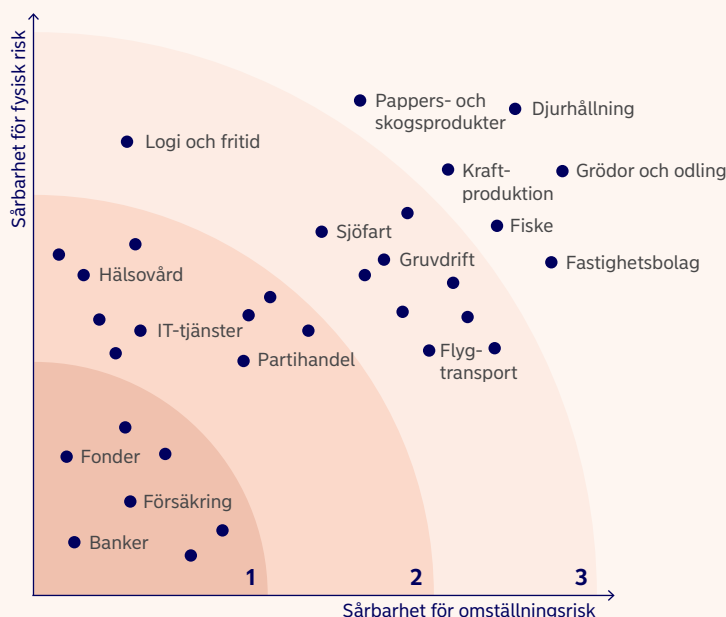 Sårbarhet för fysisk risk
Pappers- och
skogsprodukter
Djurhållning
Logi och fritid
Kraft-
produktion
Grödor och odling
Sjöfart
Fiske
Gruvdrift
Fastighetsbolag
Hälsovård
IT-tjänster
Partihandel
Flyg-
transport
Fonder
Försäkring
Banker
1
2
3
Sårbarhet för omställningsrisk